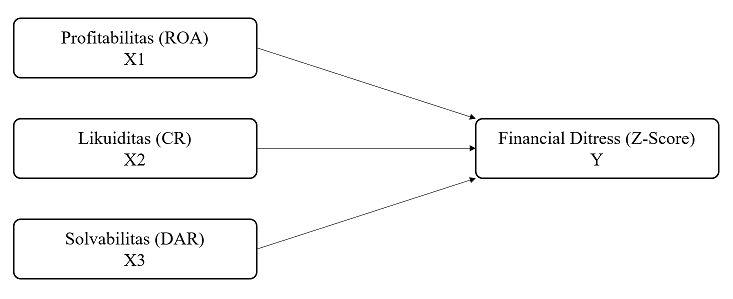 Profitabilitas (ROA)
X1
Likuiditas (CR)
X2
Financial Ditress (Z-Score)
Y
Solvabilitas (DAR)
X3